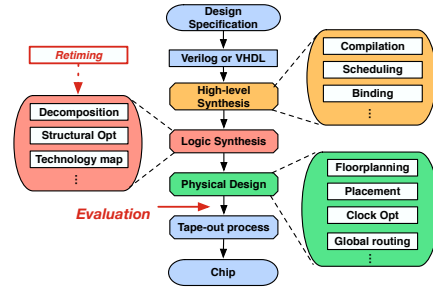 Design
Specification
Verilog or VHDL
High-level
Synthesis
Logic Synthesis
Physical Design
Tape-out process
Chip
Retiming
Decomposition
Structural Opt
Technology map
⋮
Evaluation
Compilation
Scheduling
Binding
⋮
Floorplanning
Placement
Clock Opt
Global routing
⋮